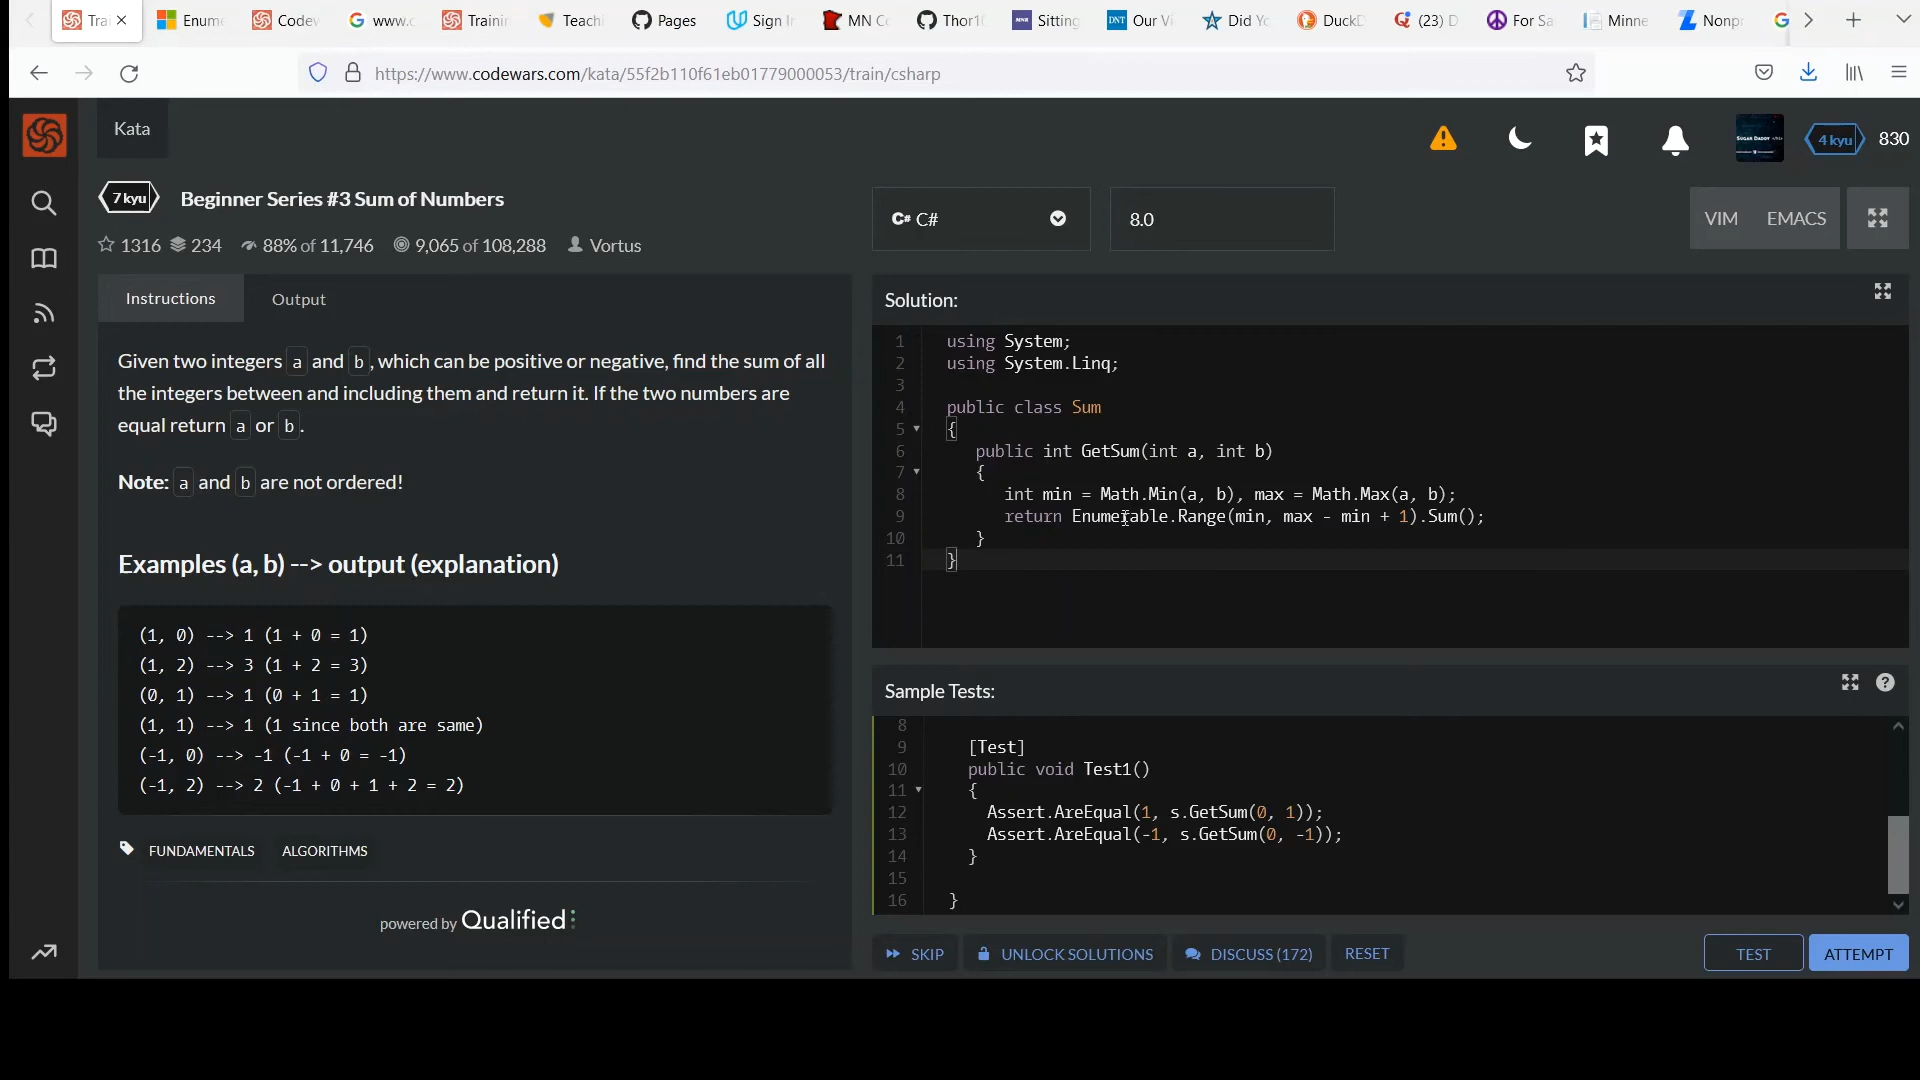 Trai
Enume
Codew
www.c
Trainin
Teachi
Pages
Sign In
MN Co
Thor1
Sitting
Our Vi
Did Yo
DuckD
(23) D
For Sa
Minne
Nonpr
https://www.codewars.com/kata/55f2b110f61eb01779000053/train/csharp
Kata
4 kyu
830
7 kyu
Beginner Series #3 Sum of Numbers
1316
234
88% of 11,746
9,065 of 108,288
Vortus
C# C#
8.0
VIM
EMACS
Instructions
Output
Given two integers a and b, which can be positive or negative, find the sum of all
the integers between and including them and return it. If the two numbers are
equal return a or b.
Note: a and b are not ordered!
Examples (a, b) --> output (explanation)
(1, 0) --> 1 (1 + 0 = 1)
(1, 2) --> 3 (1 + 2 = 3)
(0, 1) --> 1 (0 + 1 = 1)
(1, 1) --> 1 (1 since both are same)
(-1, 0) --> -1 (-1 + 0 = -1)
(-1, 2) --> 2 (-1 + 0 + 1 + 2 = 2)
FUNDAMENTALS
ALGORITHMS
powered by Qualified
Solution:
1 using System;
2 using System.Linq;
3
4 public class Sum
5 {
6 public int GetSum(int a, int b)
7 {
8 int min = Math.Min(a, b), max = Math.Max(a, b);
9 return Enumerable.Range(min, max - min + 1).Sum();
10 }
11 }
Sample Tests:
8
9 [Test]
10 public void Test1()
11 {
12 Assert.AreEqual(1, s.GetSum(0, 1));
13 Assert.AreEqual(-1, s.GetSum(0, -1));
14 }
15
16 }
SKIP
UNLOCK SOLUTIONS
DISCUSS (172)
RESET
TEST
ATTEMPT